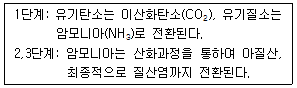 1단계: 유기탄소는 이산화탄소(CO₂), 유기질소는
암모니아(NH₃)로 전환된다.
2,3단계: 암모니아는 산화과정을 통하여 아질산,
최종적으로 질산염까지 전환된다.